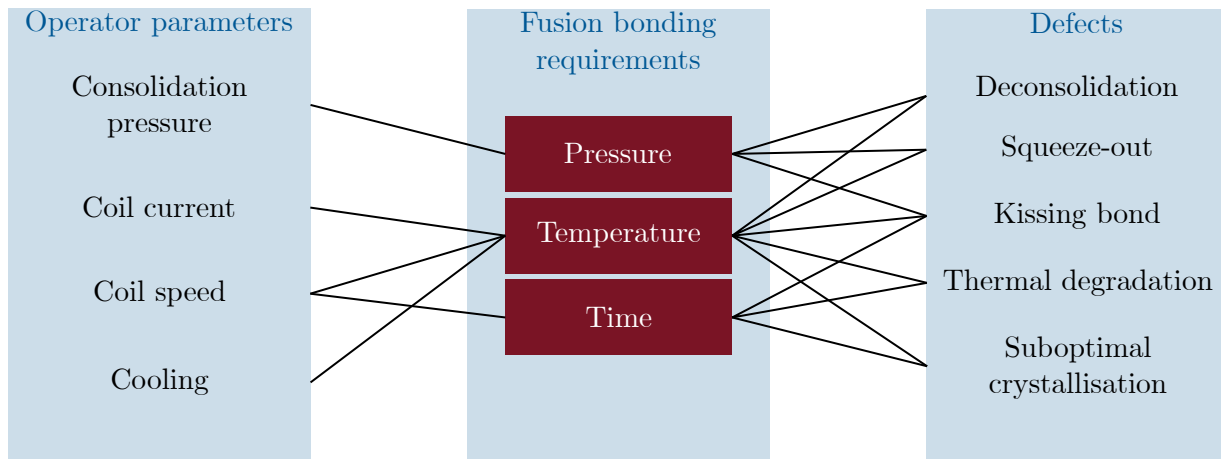 Operator parameters
Consolidation
pressure
Coil current
Coil speed
Cooling
Fusion bonding
requirements
Pressure
Temperature
Time
Defects
Deconsolidation
Squeeze-out
Kissing bond
Thermal degradation
Suboptimal
crystallisation